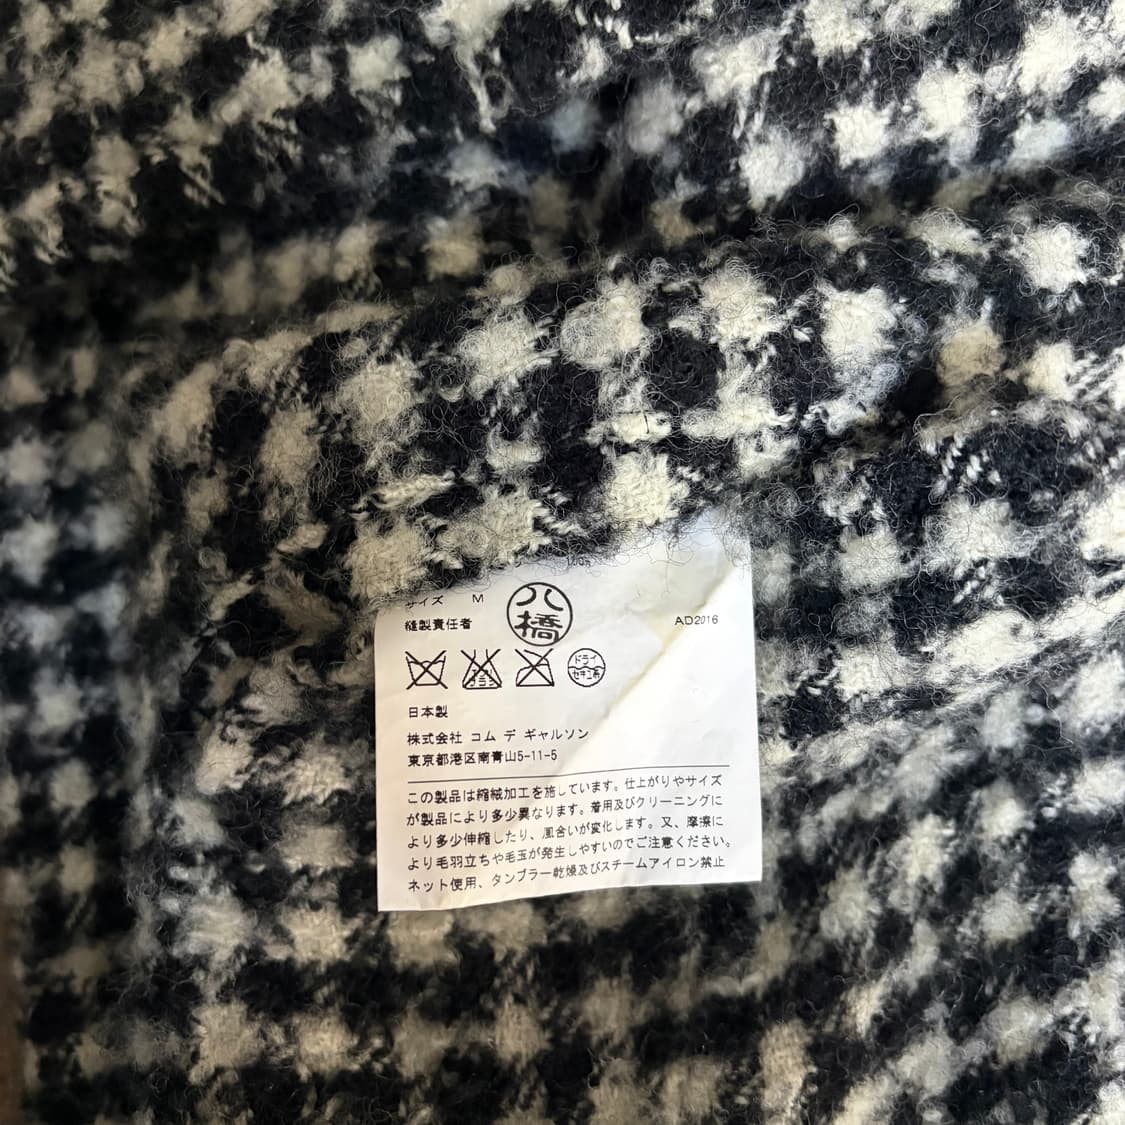 100%
サイズ M
縫製責任者 八橋 AD2016
ドライ
セキユ系
日本製
株式会社 コム デ ギャルソン
東京都港区南青山5-11-5
この製品は縮絨加工を施しています。仕上がりやサイズ
が製品により多少異なります。着用及びクリーニングに
より多少伸縮したり、風合いが変化します。又、摩擦に
より毛羽立ちや毛玉が発生しやすいのでご注意ください。
ネット使用、タンブラー乾燥及びスチームアイロン禁止